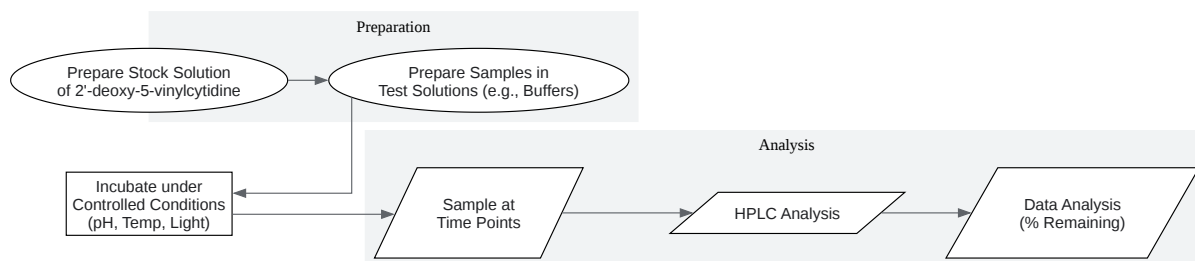 Preparation
Prepare Stock Solution
of 2'-deoxy-5-vinylcytidine
Prepare Samples in
Test Solutions (e.g., Buffers)
Analysis
Incubate under
Controlled Conditions
(pH, Temp, Light)
Sample at
Time Points
HPLC Analysis
Data Analysis
(% Remaining)